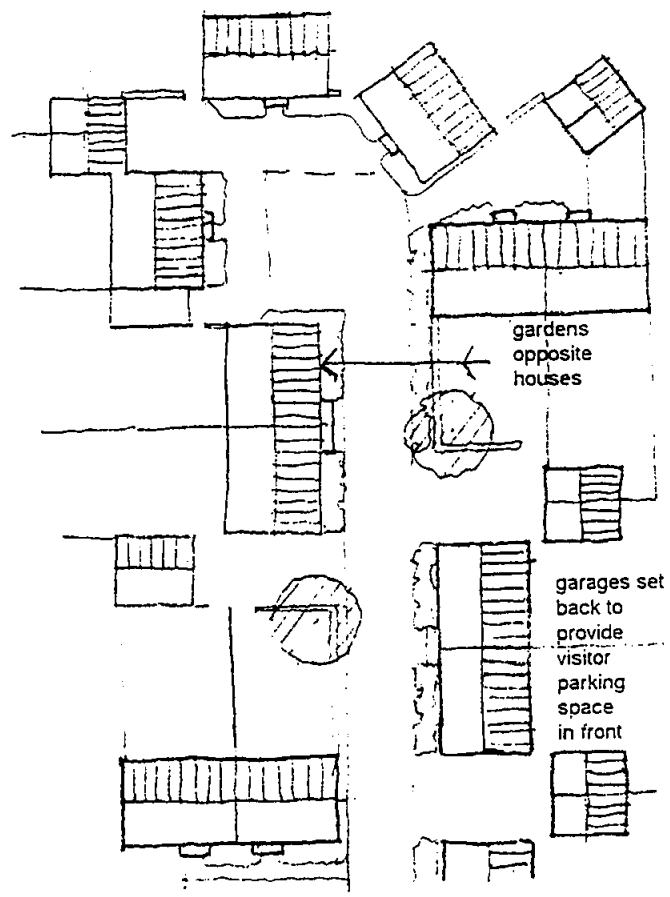 gardens
opposite
houses
garages set
back to
provide
visitor
parking
space
in front